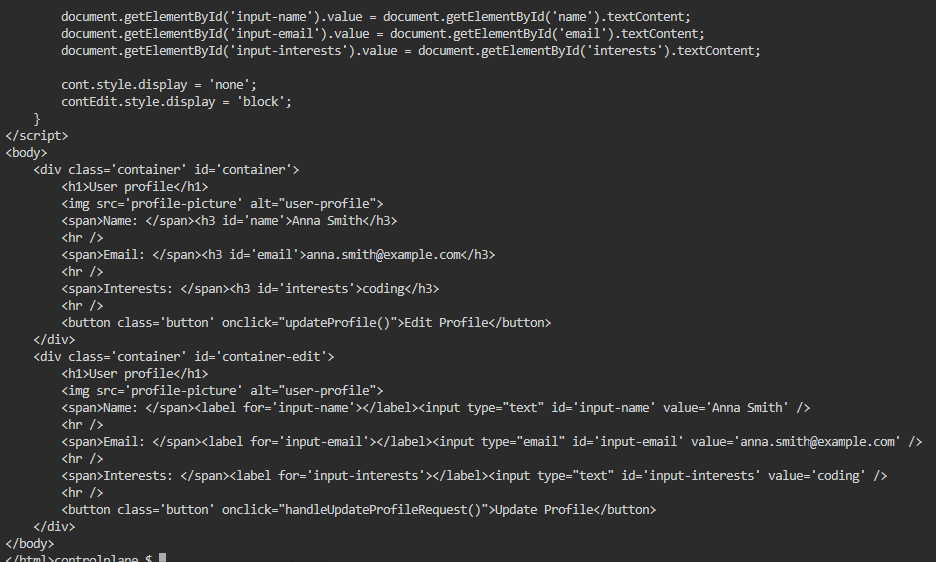 document.getElementById('input-name').value = document.getElementById('name').textContent;
        document.getElementById('input-email').value = document.getElementById('email').textContent;
        document.getElementById('input-interests').value = document.getElementById('interests').textContent;

        cont.style.display = 'none';
        contEdit.style.display = 'block';
    }
</script>
<body>
    <div class='container' id='container'>
        <h1>User profile</h1>
        <img src='profile-picture' alt="user-profile">
        <span>Name: </span><h3 id='name'>Anna Smith</h3>
        <hr />
        <span>Email: </span><h3 id='email'>anna.smith@example.com</h3>
        <hr />
        <span>Interests: </span><h3 id='interests'>coding</h3>
        <hr />
        <button class='button' onclick="updateProfile()">Edit Profile</button>
    </div>
    <div class='container' id='container-edit'>
        <h1>User profile</h1>
        <img src='profile-picture' alt="user-profile">
        <span>Name: </span><label for='input-name'></label><input type="text" id='input-name' value='Anna Smith' />
        <hr />
        <span>Email: </span><label for='input-email'></label><input type="email" id='input-email' value='anna.smith@example.com' />
        <hr />
        <span>Interests: </span><label for='input-interests'></label><input type="text" id='input-interests' value='coding' />
        <hr />
        <button class='button' onclick="handleUpdateProfileRequest()">Update Profile</button>
    </div>
</body>
</html>controlplane $